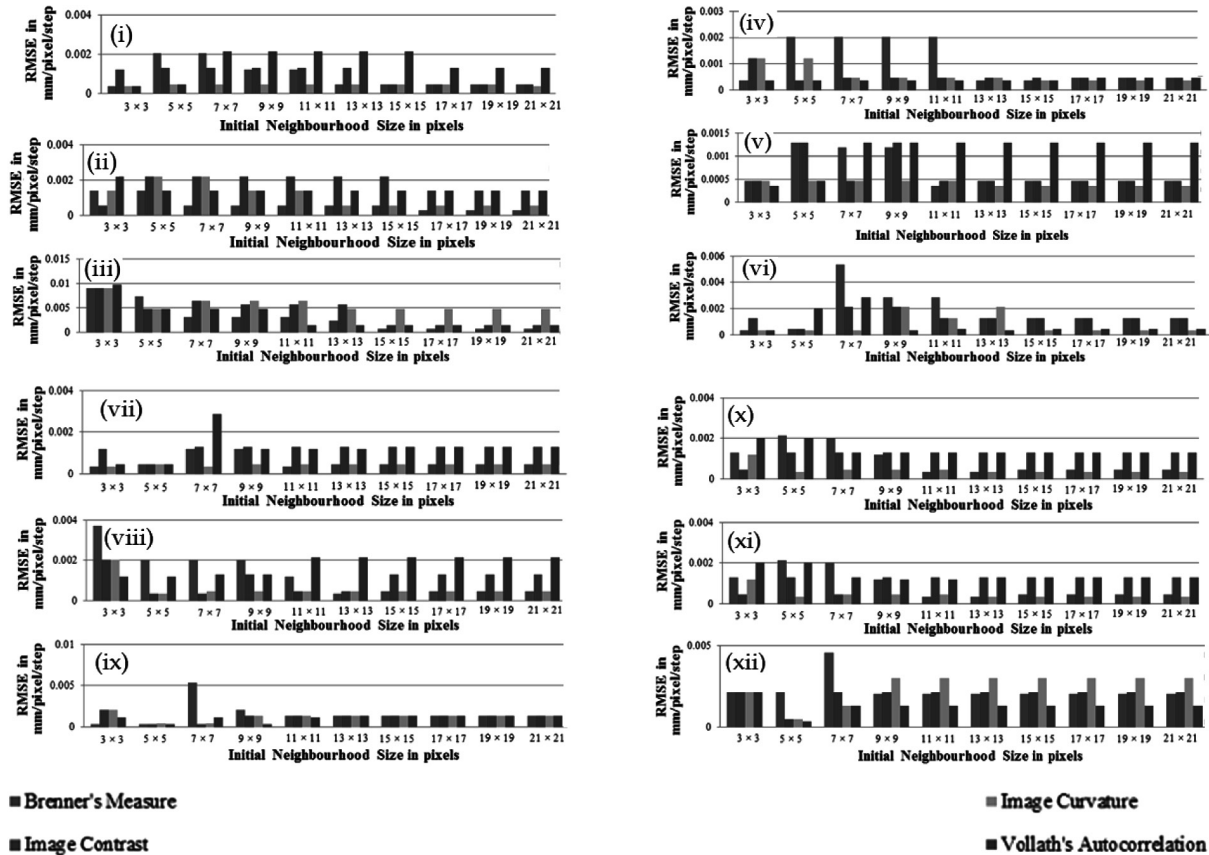 RMSE in mm/pixel/step
0.004
0.002
0
(i)
3 × 3 5 × 5 7 × 7 9 × 9 11 × 11 13 × 13 15 × 15 17 × 17 19 × 19 21 × 21
Initial Neighbourhood Size in pixels
RMSE in mm/pixel/step
0.004
0.002
0
(ii)
3 × 3 5 × 5 7 × 7 9 × 9 11 × 11 13 × 13 15 × 15 17 × 17 19 × 19 21 × 21
Initial Neighbourhood Size in pixels
RMSE in mm/pixel/step
0.015
0.01
0.005
0
(iii)
3 × 3 5 × 5 7 × 7 9 × 9 11 × 11 13 × 13 15 × 15 17 × 17 19 × 19 21 × 21
Initial Neighbourhood Size in pixels
RMSE in mm/pixel/step
0.004
0.002
0
(vii)
3 × 3 5 × 5 7 × 7 9 × 9 11 × 11 13 × 13 15 × 15 17 × 17 19 × 19 21 × 21
Initial Neighbourhood Size in pixels
RMSE in mm/pixel/step
0.004
0.002
0
(viii)
3 × 3 5 × 5 7 × 7 9 × 9 11 × 11 13 × 13 15 × 15 17 × 17 19 × 19 21 × 21
Initial Neighbourhood Size in pixels
RMSE in mm/pixel/step
0.01
0.005
0
(ix)
3 × 3 5 × 5 7 × 7 9 × 9 11 × 11 13 × 13 15 × 15 17 × 17 19 × 19 21 × 21
Initial Neighbourhood Size in pixels
RMSE in mm/pixel/step
0.003
0.002
0.001
0
(iv)
3 × 3 5 × 5 7 × 7 9 × 9 11 × 11 13 × 13 15 × 15 17 × 17 19 × 19 21 × 21
Initial Neighbourhood Size in pixels
RMSE in mm/pixel/step
0.0015
0.001
0.0005
0
(v)
3 × 3 5 × 5 7 × 7 9 × 9 11 × 11 13 × 13 15 × 15 17 × 17 19 × 19 21 × 21
Initial Neighbourhood Size in pixels
RMSE in mm/pixel/step
0.006
0.004
0.002
0
(vi)
3 × 3 5 × 5 7 × 7 9 × 9 11 × 11 13 × 13 15 × 15 17 × 17 19 × 19 21 × 21
Initial Neighbourhood Size in pixels
RMSE in mm/pixel/step
0.004
0.002
0
(x)
3 × 3 5 × 5 7 × 7 9 × 9 11 × 11 13 × 13 15 × 15 17 × 17 19 × 19 21 × 21
Initial Neighbourhood Size in pixels
RMSE in mm/pixel/step
0.004
0.002
0
(xi)
3 × 3 5 × 5 7 × 7 9 × 9 11 × 11 13 × 13 15 × 15 17 × 17 19 × 19 21 × 21
Initial Neighbourhood Size in pixels
RMSE in mm/pixel/step
0.005
0
(xii)
3 × 3 5 × 5 7 × 7 9 × 9 11 × 11 13 × 13 15 × 15 17 × 17 19 × 19 21 × 21
Initial Neighbourhood Size in pixels
Brenner's Measure
Image Contrast
Image Curvature
Vollath's Autocorrelation